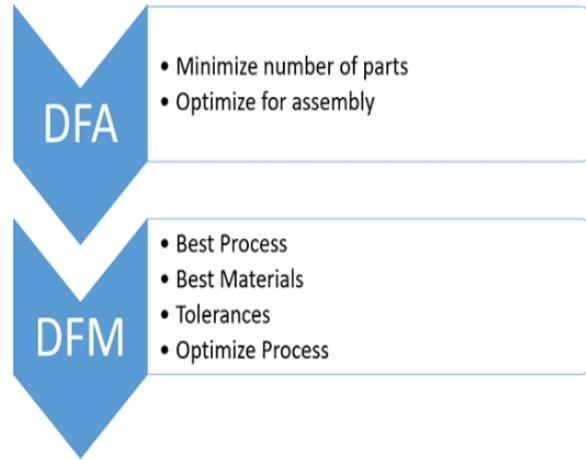 DFA
• Minimize number of parts
• Optimize for assembly
DFM
• Best Process
• Best Materials
• Tolerances
• Optimize Process